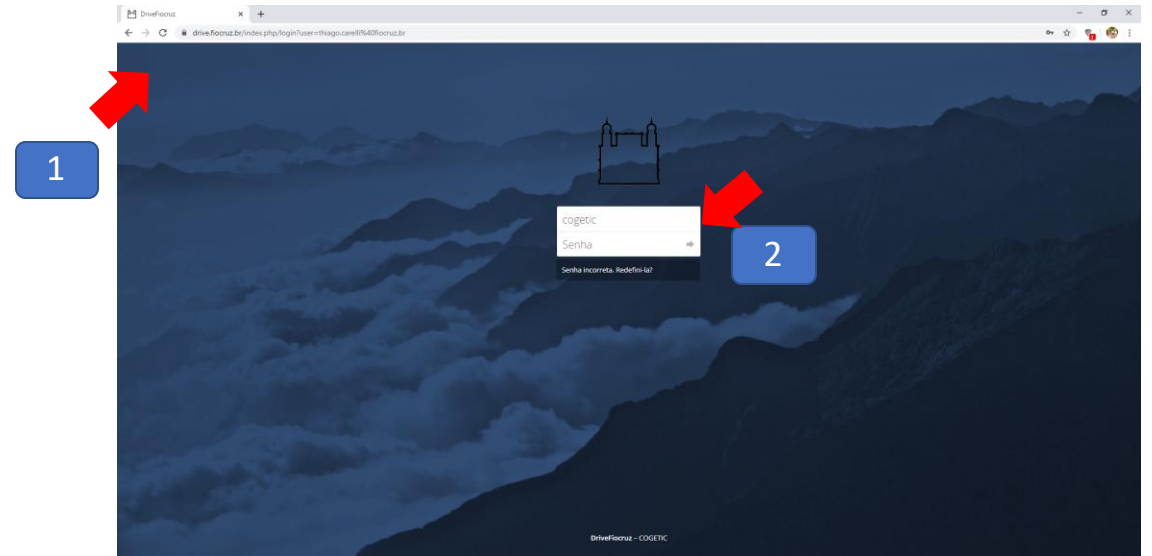 DriveFiocruz
drive.fiocruz.br/index.php/login?user=thiago.carelli%40fiocruz.br
1
cogetic
Senha
2
Senha incorreta. Redefini-la?
DriveFiocruz – COGETIC